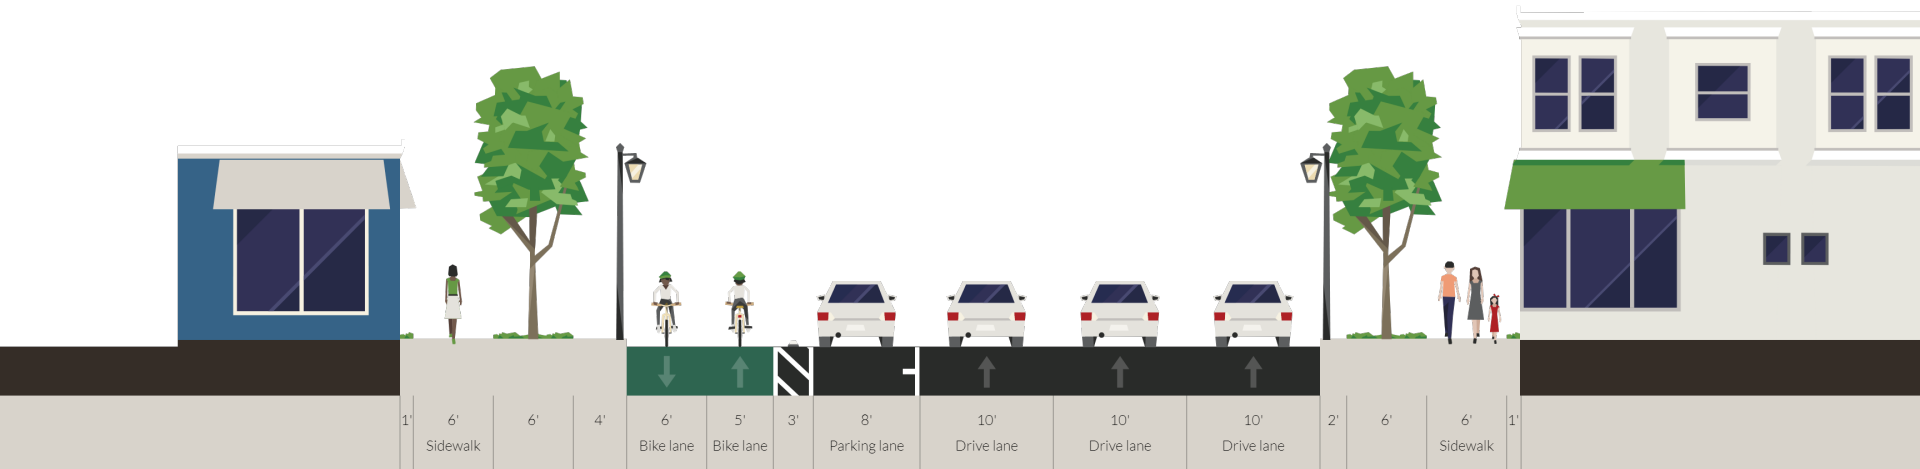 1' 6' 6' 4' 6' 5' 3' 8' 10' 10' 10' 2' 6' 6' 1'
Sidewalk Bike lane Bike lane Parking lane Drive lane Drive lane Drive lane Sidewalk